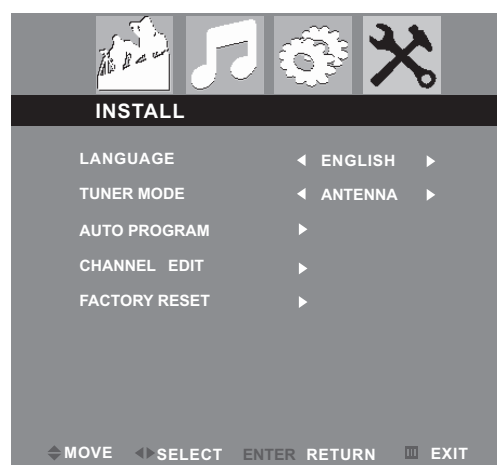 INSTALL
LANGUAGE ENGLISH
TUNER MODE ANTENNA
AUTO PROGRAM
CHANNEL EDIT
FACTORY RESET
MOVE SELECT ENTER RETURN EXIT